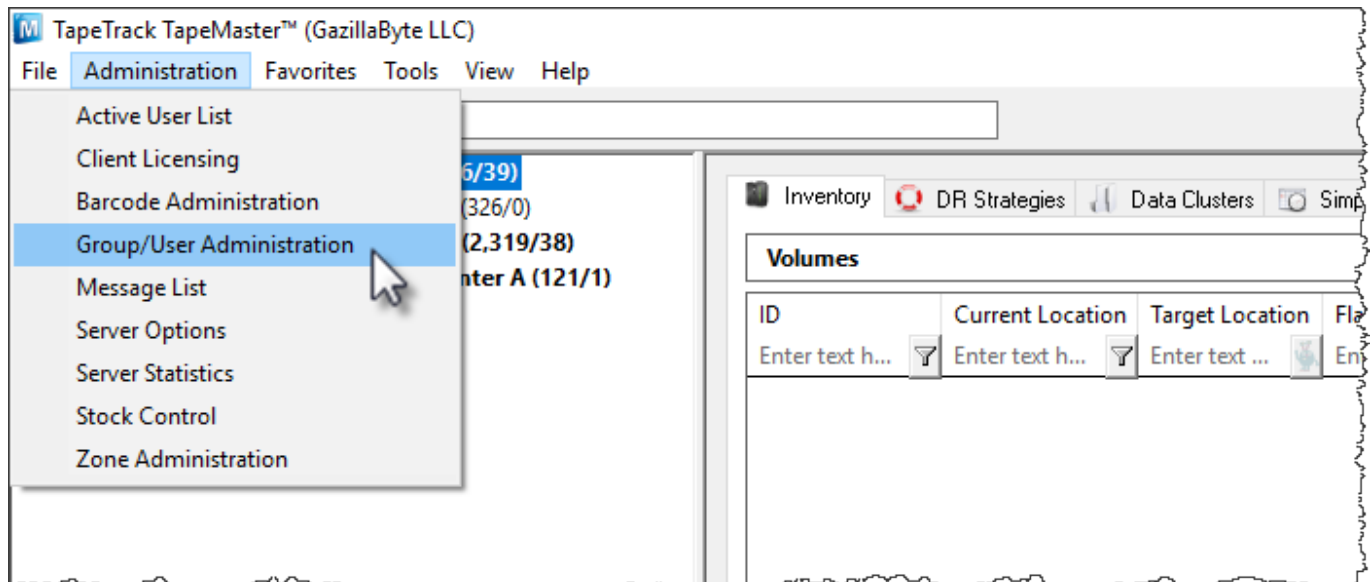 TapeTrack TapeMaster™ (GazillaByte LLC)
File Administration Favorites Tools View Help
Active User List
Client Licensing
Barcode Administration
Group/User Administration
Message List
Server Options
Server Statistics
Stock Control
Zone Administration
6/39)
(326/0)
(2,319/38)
nter A (121/1)
Inventory DR Strategies Data Clusters Simp
Volumes
ID Current Location Target Location Fla
Enter text h... Enter text h... Enter text ... En